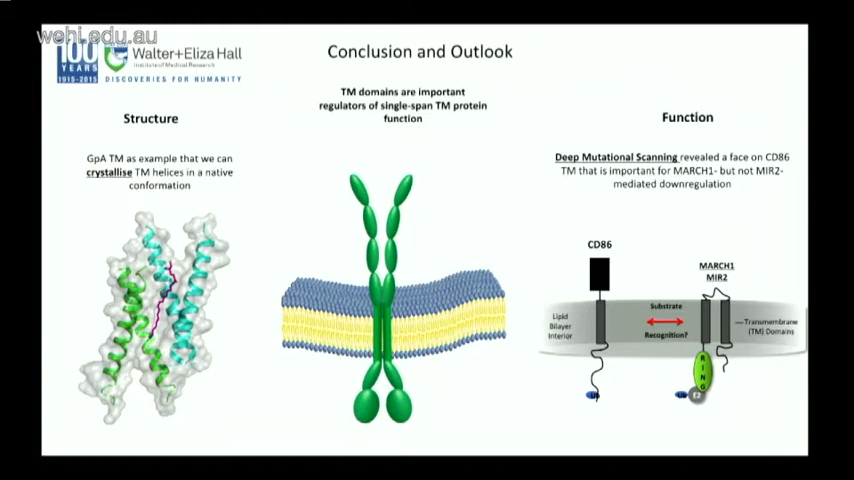 wehi.edu.au
100
YEARS
1915-2015
Walter+Eliza Hall
Institute of Medical Research
DISCOVERIES FOR HUMANITY
Conclusion and Outlook
TM domains are important
regulators of single-span TM protein
function
Structure
GpA TM as example that we can
crystallise TM helices in a native
conformation
Function
Deep Mutational Scanning revealed a face on CD86
TM that is important for MARCH1- but not MIR2-
mediated downregulation
CD86
MARCH1
MIR2
Lipid
Bilayer
Interior
Substrate
Recognition?
Transmembrane
(TM) Domains
RING
Ub
Ub
E2